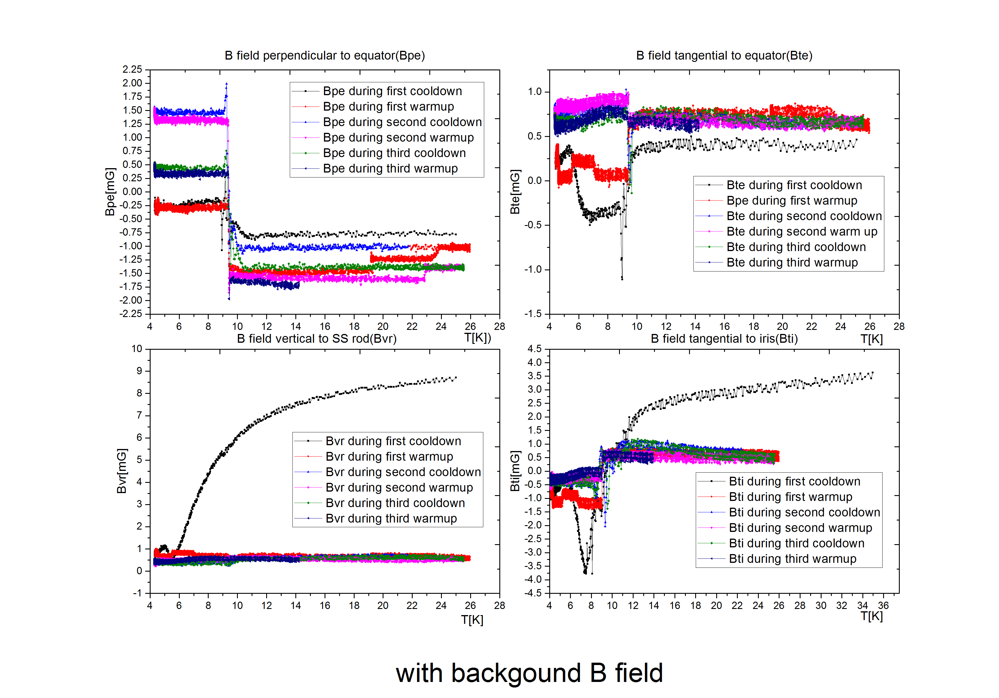 B field perpendicular to equator(Bpe)
2.25
2.00
1.75
1.50
1.25
1.00
0.75
0.50
0.25
0.00
-0.25
-0.50
-0.75
-1.00
-1.25
-1.50
-1.75
-2.00
-2.25
Bpe[mG]
Bpe during first cooldown
Bpe during first warmup
Bpe during second cooldown
Bpe during second warmup
Bpe during third cooldown
Bpe during third warmup
4 6 8 10 12 14 16 18 20 22 24 26 28
T[K])
B field tangential to equator(Bte)
1.0
0.5
0.0
-0.5
-1.0
-1.5
Bte[mG]
Bte during first cooldown
Bpe during first warmup
Bte during second cooldown
Bte during second warm up
Bte during third cooldown
Bte during third warmup
4 6 8 10 12 14 16 18 20 22 24 26 28
T[K]
B field vertical to SS rod(Bvr)
10
9
8
7
6
5
4
3
2
1
0
-1
Bvr[mG]
Bvr during first cooldown
Bvr during first warmup
Bvr during second cooldown
Bvr during second warmup
Bvr during third cooldown
Bvr during third warmup
4 6 8 10 12 14 16 18 20 22 24 26 28
T[K]
B field tangential to iris(Bti)
4.5
4.0
3.5
3.0
2.5
2.0
1.5
1.0
0.5
0.0
-0.5
-1.0
-1.5
-2.0
-2.5
-3.0
-3.5
-4.0
-4.5
Bti[mG]
Bti during first cooldown
Bti during first warmup
Bti during second cooldown
Bti during second warmup
Bti during third cooldown
Bti during third warmup
4 6 8 10 12 14 16 18 20 22 24 26 28 30 32 34 36
T[K]
with backgound B field